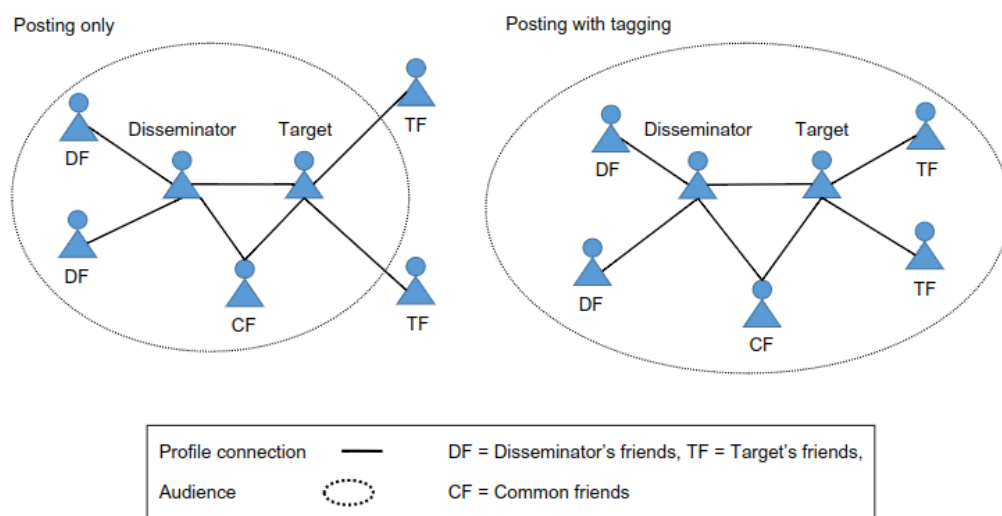 Posting only
Disseminator
Target
DF
TF
DF
CF
TF
Posting with tagging
Disseminator
Target
DF
TF
DF
TF
CF
Profile connection
DF = Disseminator's friends, TF = Target's friends,
Audience
CF = Common friends